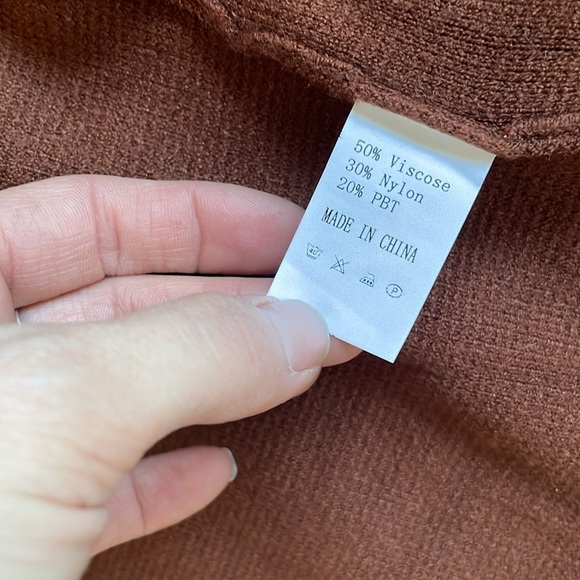 50% Viscose
30% Nylon
20% PBT
MADE IN CHINA
P